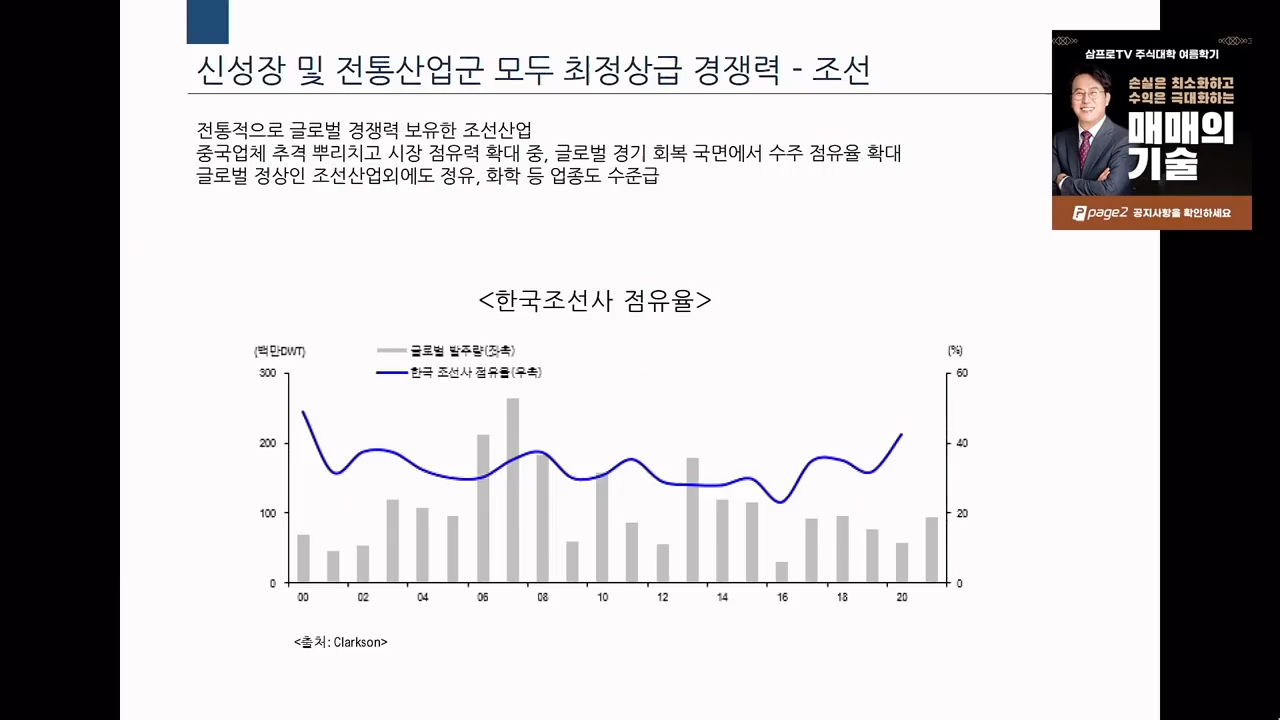 신성장 및 전통산업군 모두 최정상급 경쟁력 - 조선
전통적으로 글로벌 경쟁력 보유한 조선산업
중국업체 추격 뿌리치고 시장 점유력 확대 중, 글로벌 경기 회복 국면에서 수주 점유율 확대
글로벌 정상인 조선산업외에도 정유, 화학 등 업종도 수준급
삼프로TV 주식대학 여름학기
손실은 최소화하고
수익은 극대화하는
매매의
기술
page2 공지사항을 확인하세요
<한국조선사 점유율>
(백만DWT)
글로벌 발주량(좌측)
한국 조선사 점유율(우측)
(%)
300
200
100
0
60
40
20
0
00 02 04 06 08 10 12 14 16 18 20
<출처: Clarkson>